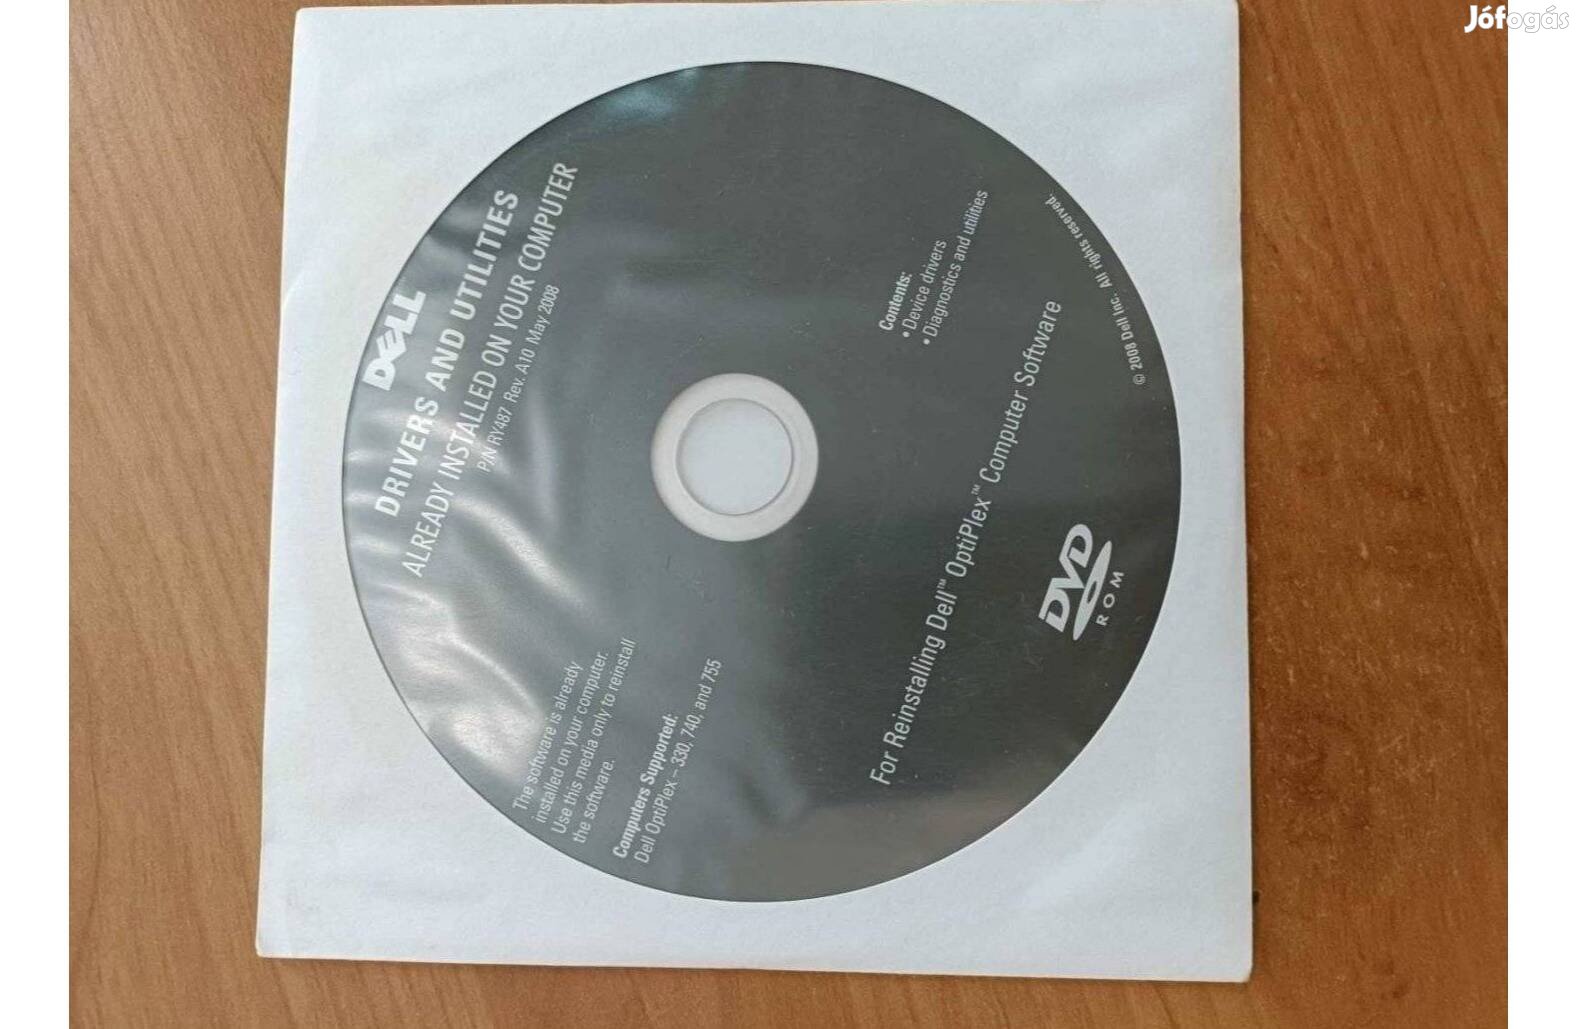 Jófogás
DELL
DRIVERS AND UTILITIES
ALREADY INSTALLED ON YOUR COMPUTER
P/N RY487 Rev. A10 May 2008
The software is already
installed on your computer.
Use this media only to reinstall
the software.
Computers Supported:
Dell OptiPlex – 330, 740, and 755
Contents:
• Device drivers
• Diagnostics and utilities
For Reinstalling Dell™ OptiPlex™ Computer Software
© 2008 Dell Inc. All rights reserved.
DVD
ROM